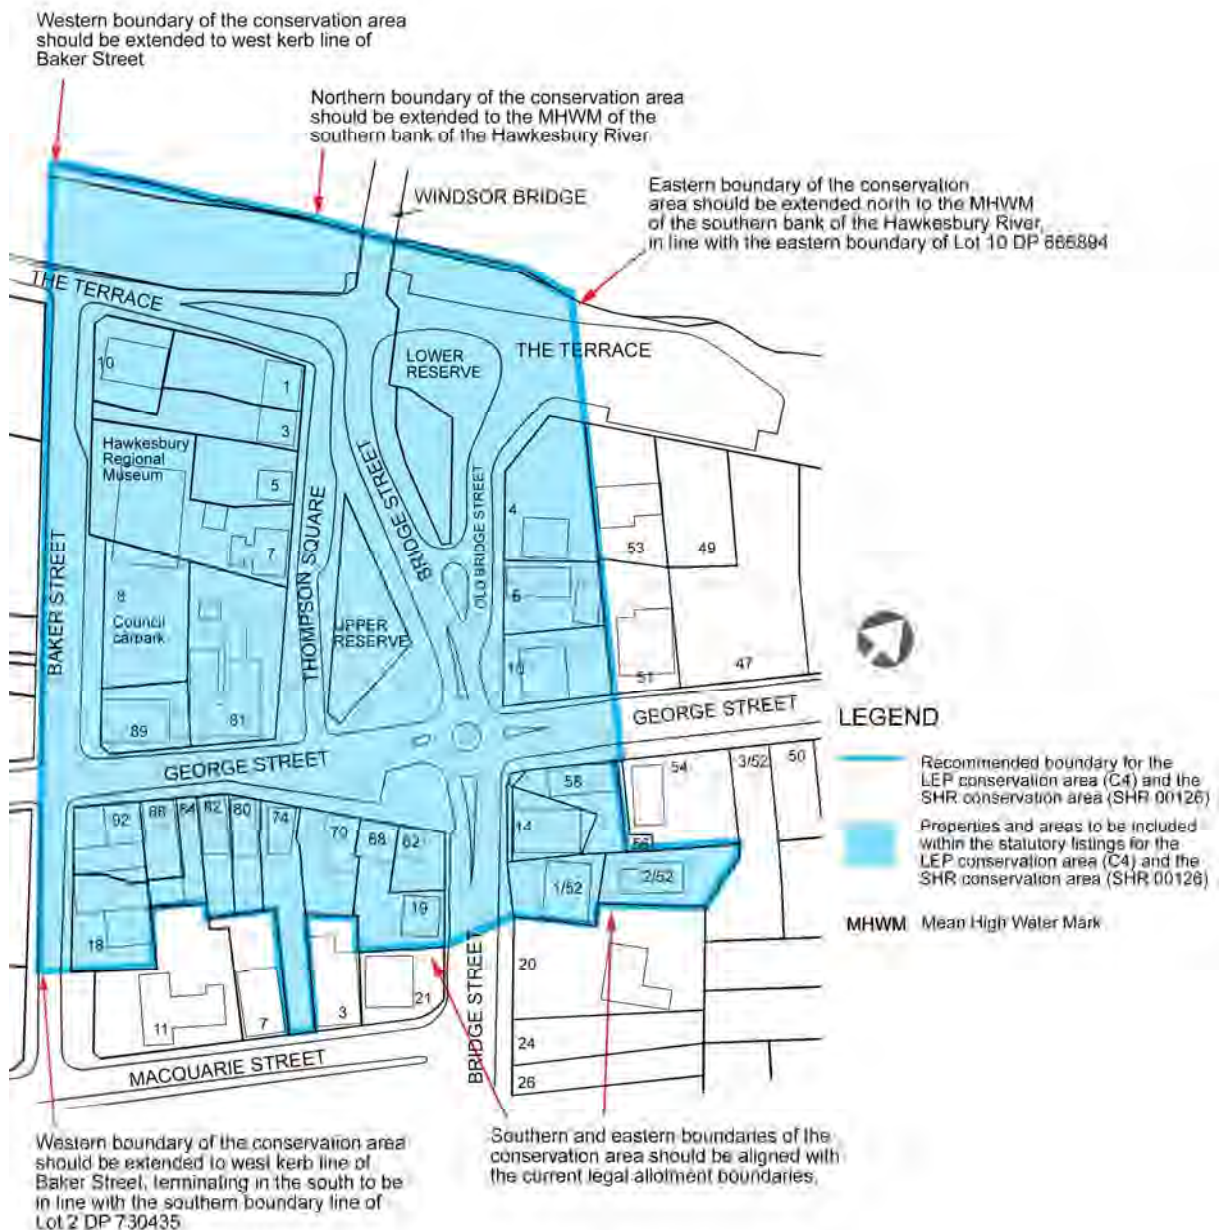 Western boundary of the conservation area
should be extended to west kerb line of
Baker Street
Northern boundary of the conservation area
should be extended to the MHWM of the
southern bank of the Hawkesbury River
WINDSOR BRIDGE
Eastern boundary of the conservation
area should be extended north to the MHWM
of the southern bank of the Hawkesbury River,
in line with the eastern boundary of Lot 10 DP 666894
THE TERRACE
THE TERRACE
LOWER
RESERVE
10
1
3
Hawkesbury
Regional
Museum
5
7
BAKER STREET
THOMPSON SQUARE
BRIDGE STREET
OLD BRIDGE STREET
4
53
49
6
8
Council
carpark
UPPER
RESERVE
51
47
89
81
GEORGE STREET
GEORGE STREET
92
88
84
82
80
74
70
68
62
58
14
54
3/52
50
56
1/52
2/52
18
19
11
7
3
21
20
24
26
MACQUARIE STREET
BRIDGE STREET
LEGEND
Recommended boundary for the
LEP conservation area (C4) and the
SHR conservation area (SHR 00126)
Properties and areas to be included
within the statutory listings for the
LEP conservation area (C4) and the
SHR conservation area (SHR 00126)
MHWM Mean High Water Mark
Western boundary of the conservation area
should be extended to west kerb line of
Baker Street, terminating in the south to be
in line with the southern boundary line of
Lot 2 DP 730435
Southern and eastern boundaries of the
conservation area should be aligned with
the current legal allotment boundaries.